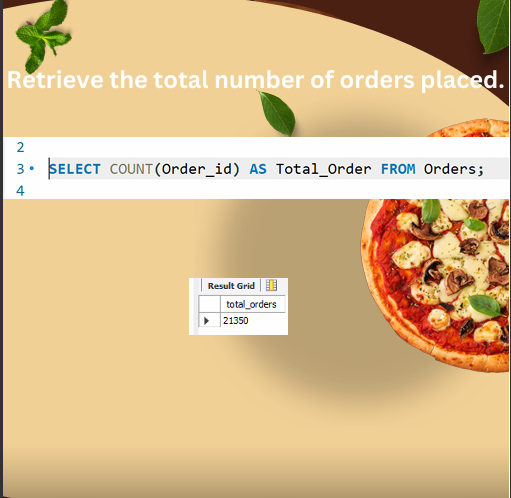 Retrieve the total number of orders placed.
2
3 • SELECT COUNT(Order_id) AS Total_Order FROM Orders;
4
Result Grid
total_orders
21350